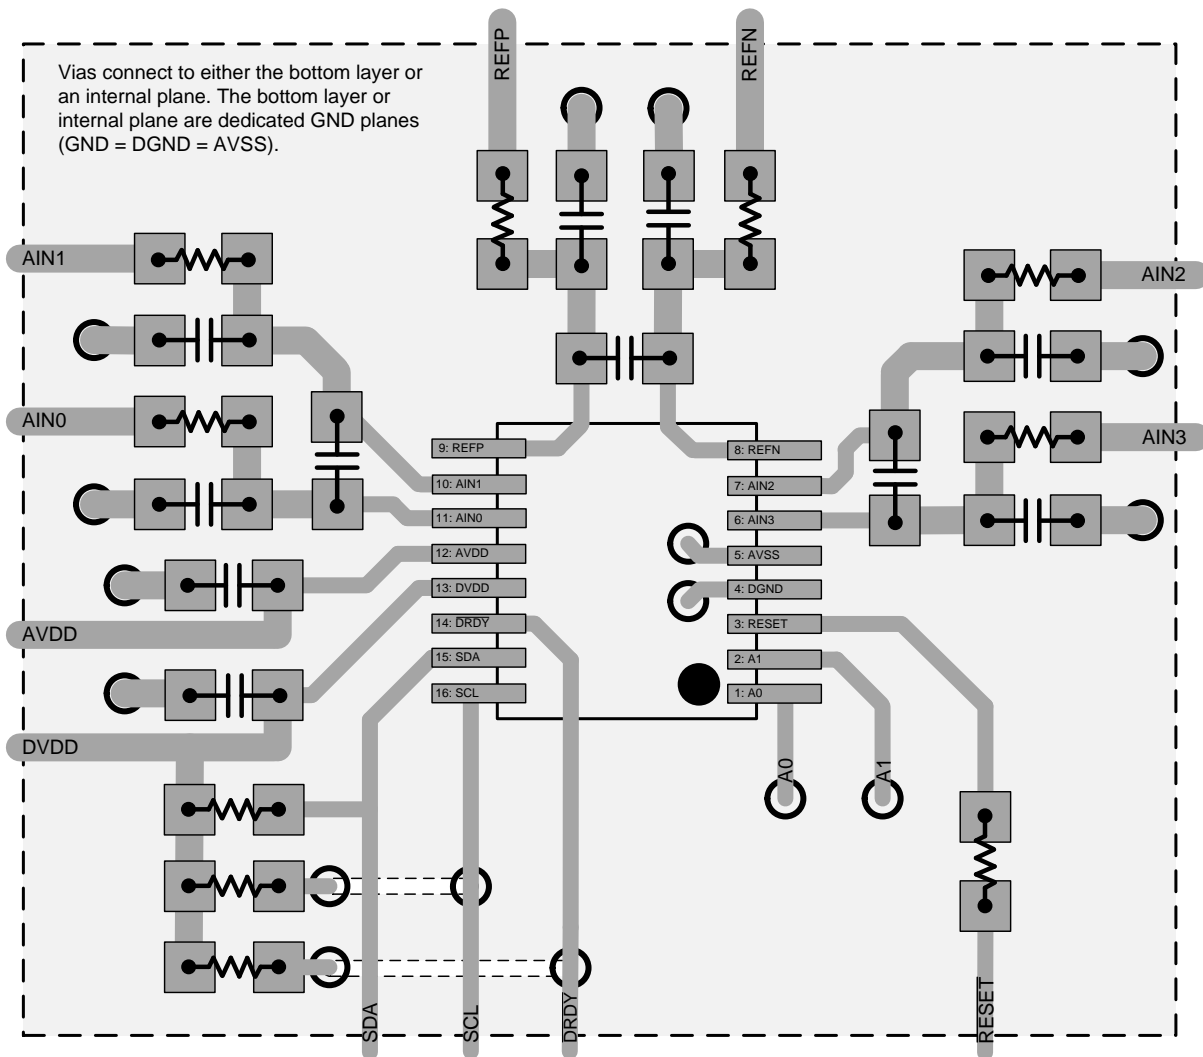 REFP
REFN
Vias connect to either the bottom layer or
an internal plane. The bottom layer or
internal plane are dedicated GND planes
(GND = DGND = AVSS).
AIN1
AIN2
AIN0
AIN3
9: REFP
8: REFN
10: AIN1
7: AIN2
11: AIN0
6: AIN3
12: AVDD
5: AVSS
13: DVDD
4: DGND
14: DRDY
3: RESET
15: SDA
2: A1
16: SCL
1: A0
AVDD
DVDD
A0
A1
SDA
SCL
DRDY
RESET